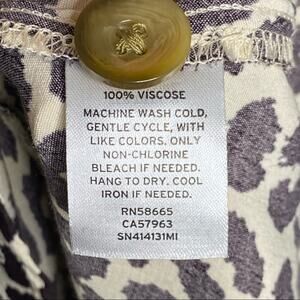 100% VISCOSE
MACHINE WASH COLD,
GENTLE CYCLE, WITH
LIKE COLORS. ONLY
NON-CHLORINE
BLEACH IF NEEDED.
HANG TO DRY. COOL
IRON IF NEEDED.
RN58665
CA57963
SN414131MI